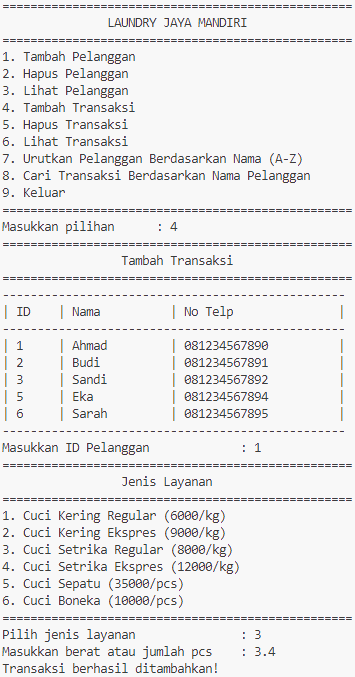 ==================================================
LAUNDRY JAYA MANDIRI
==================================================
1. Tambah Pelanggan
2. Hapus Pelanggan
3. Lihat Pelanggan
4. Tambah Transaksi
5. Hapus Transaksi
6. Lihat Transaksi
7. Urutkan Pelanggan Berdasarkan Nama (A-Z)
8. Cari Transaksi Berdasarkan Nama Pelanggan
9. Keluar
==================================================
Masukkan pilihan      : 4
==================================================
Tambah Transaksi
==================================================
-------------------------------------------------
| ID    | Nama          | No Telp               |
-------------------------------------------------
| 1     | Ahmad         | 081234567890          |
| 2     | Budi          | 081234567891          |
| 3     | Sandi         | 081234567892          |
| 5     | Eka           | 081234567894          |
| 6     | Sarah         | 081234567895          |
-------------------------------------------------
Masukkan ID Pelanggan             : 1
==================================================
Jenis Layanan
==================================================
1. Cuci Kering Regular (6000/kg)
2. Cuci Kering Ekspres (9000/kg)
3. Cuci Setrika Regular (8000/kg)
4. Cuci Setrika Ekspres (12000/kg)
5. Cuci Sepatu (35000/pcs)
6. Cuci Boneka (10000/pcs)
==================================================
Pilih jenis layanan               : 3
Masukkan berat atau jumlah pcs    : 3.4
Transaksi berhasil ditambahkan!